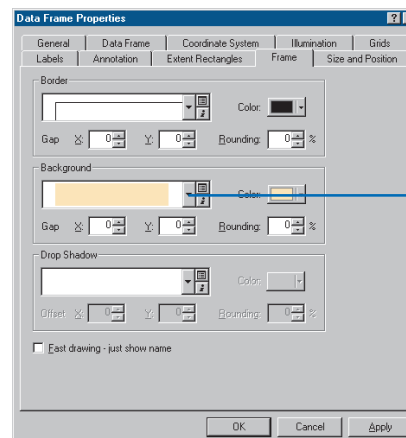 Data Frame Properties ?
General Data Frame Coordinate System Illumination Grids
Labels Annotation Extent Rectangles Frame Size and Position
Border
Color:
Gap X: 0 Y: 0 Rounding: 0 %
Background
Color:
Gap X: 0 Y: 0 Rounding: 0 %
Drop Shadow
Color:
Offset X: 0 Y: 0 Rounding: 0 %
Fast drawing - just show name
OK Cancel Apply